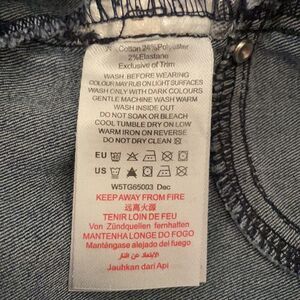 Cotton 24% Polyester
2%Elastane
Exclusive of Trim
WASH BEFORE WEARING
COLOUR MAY RUB ON LIGHT SURFACES
WASH ONLY WITH DARK COLOURS
GENTLE MACHINE WASH WARM
WASH INSIDE OUT
DO NOT SOAK OR BLEACH
COOL TUMBLE DRY ON LOW
WARM IRON ON REVERSE
DO NOT DRY CLEAN
EU
US
W5TG65003 Dec
KEEP AWAY FROM FIRE
远离火源
TENIR LOIN DE FEU
Von Zündquellen fernhalten
MANTENHA LONGE DO FOGO
Manténgase alejado del fuego
الابتعاد عن النار
Jauhkan dari Api